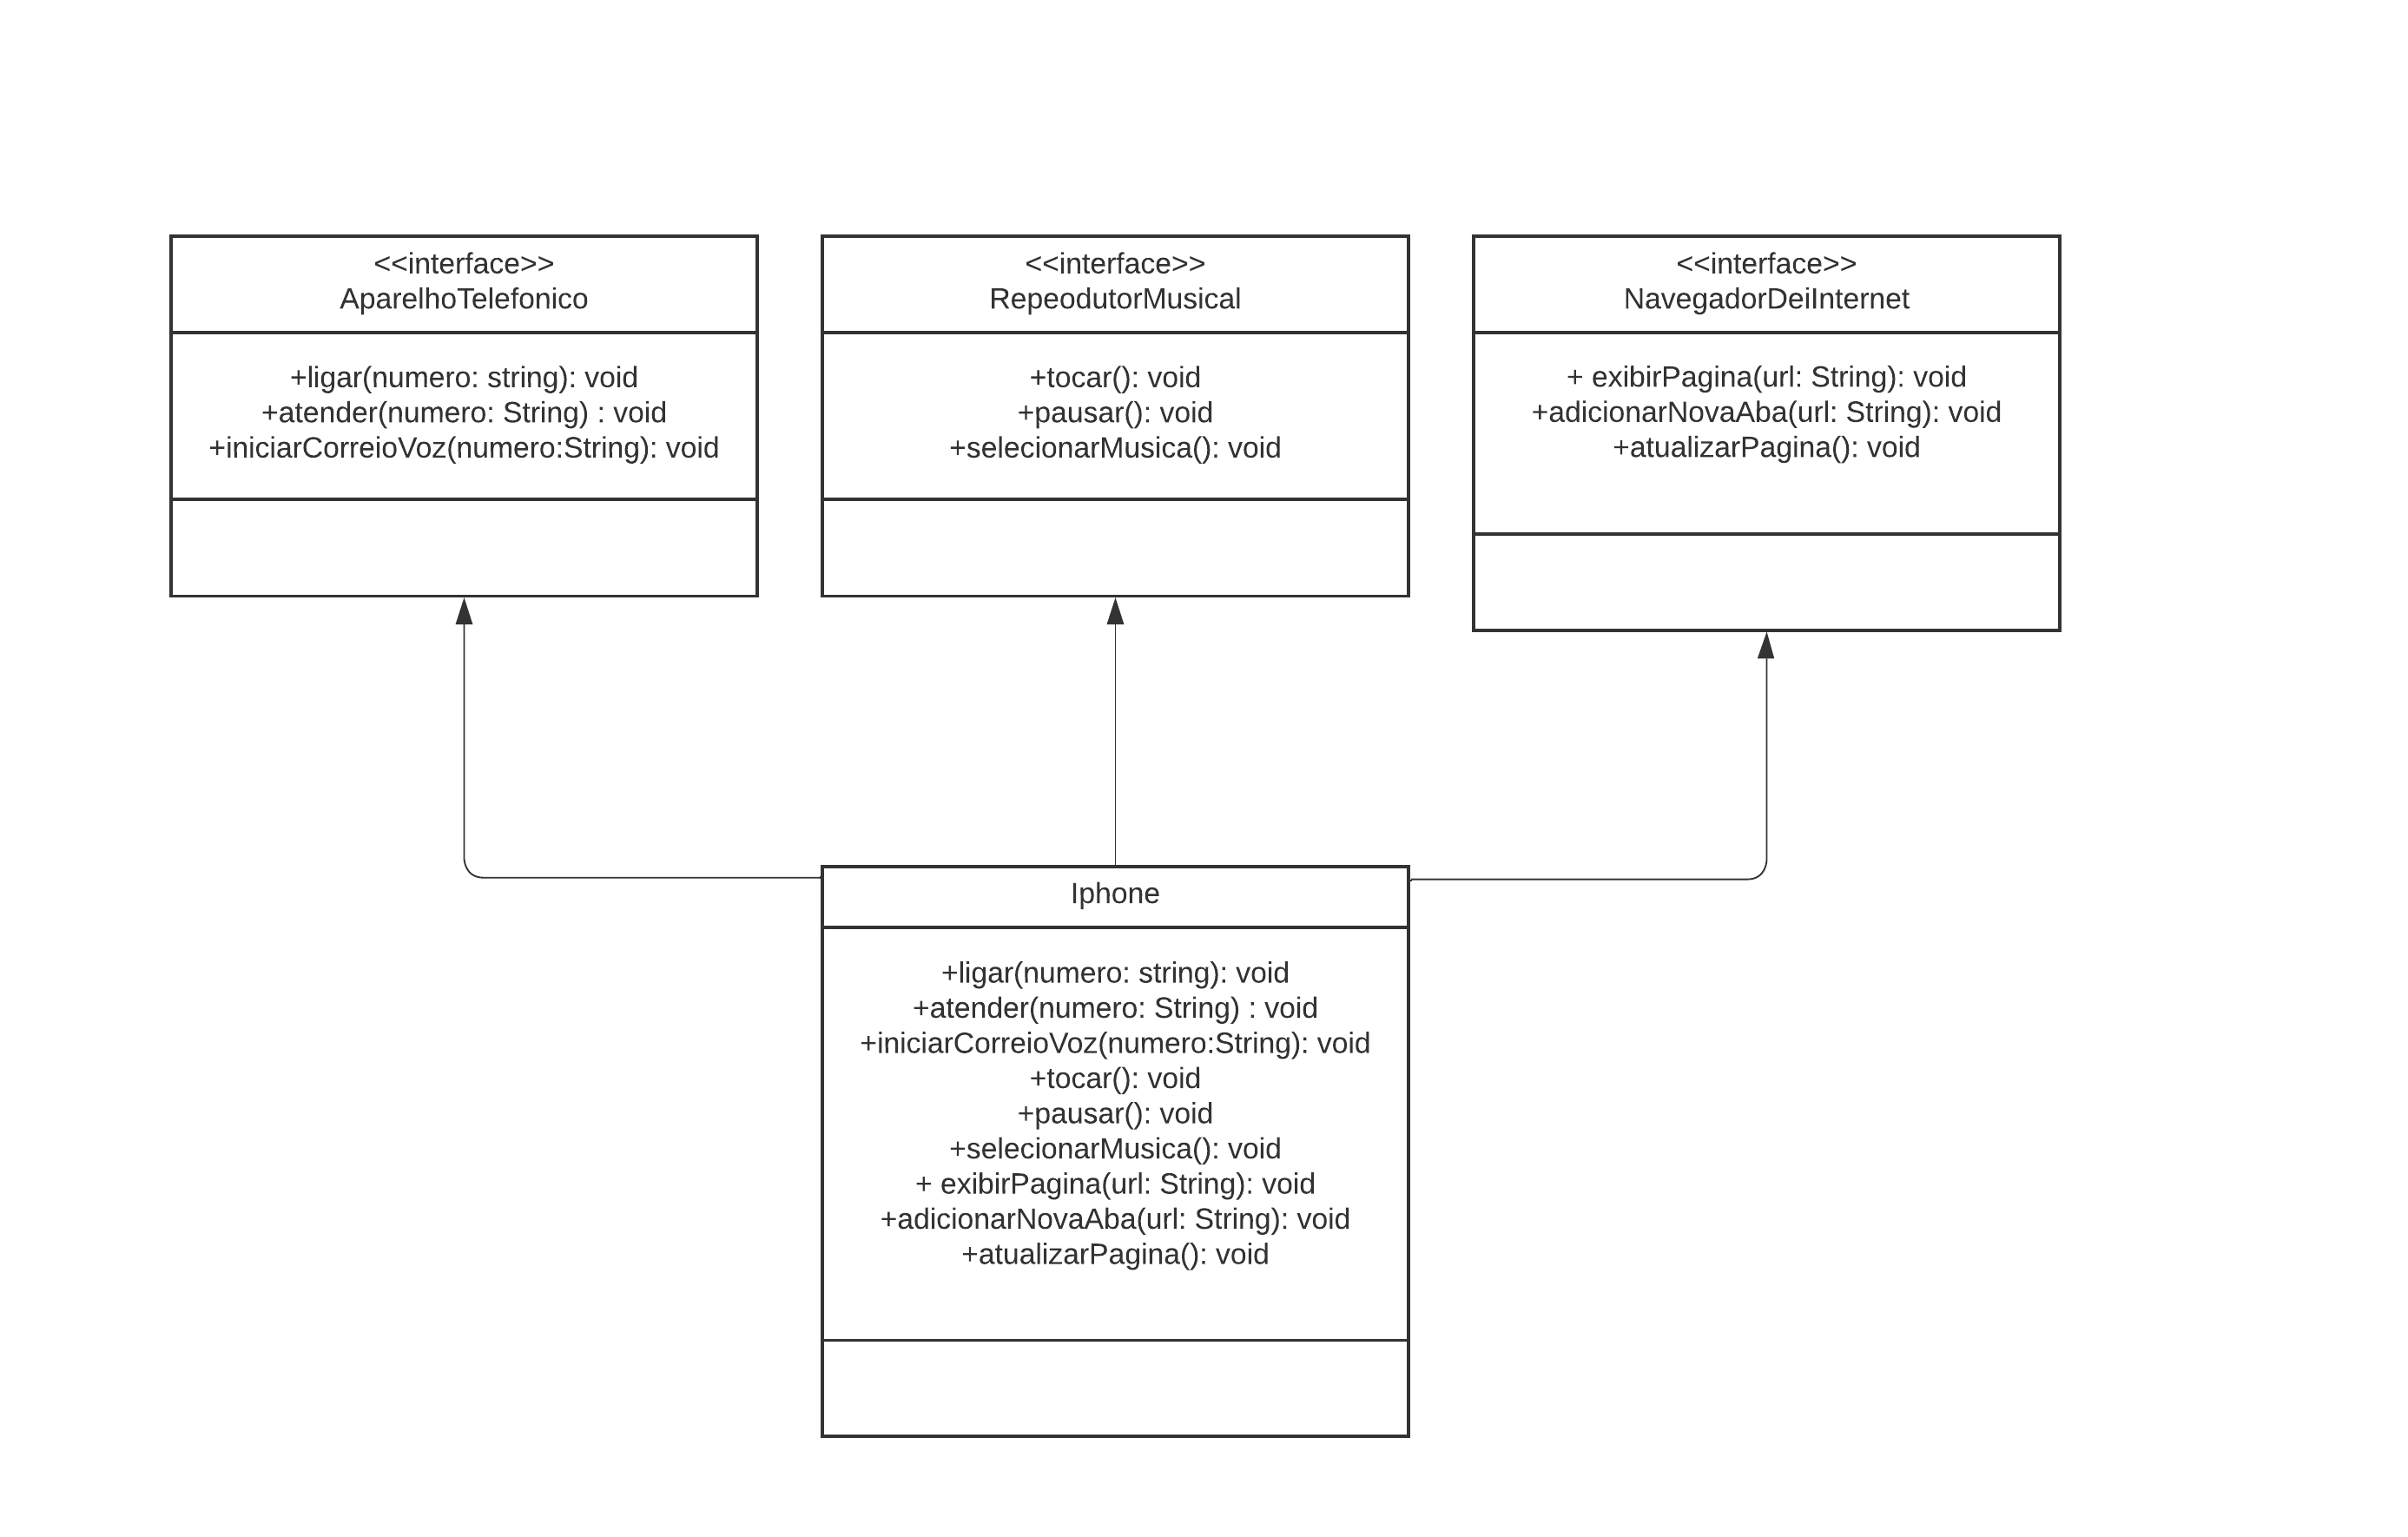 <<interface>>
AparelhoTelefonico
+ligar(numero: string): void
+atender(numero: String) : void
+iniciarCorreioVoz(numero:String): void
<<interface>>
RepeodutorMusical
+tocar(): void
+pausar(): void
+selecionarMusica(): void
<<interface>>
NavegadorDeiInternet
+ exibirPagina(url: String): void
+adicionarNovaAba(url: String): void
+atualizarPagina(): void
Iphone
+ligar(numero: string): void
+atender(numero: String) : void
+iniciarCorreioVoz(numero:String): void
+tocar(): void
+pausar(): void
+selecionarMusica(): void
+ exibirPagina(url: String): void
+adicionarNovaAba(url: String): void
+atualizarPagina(): void